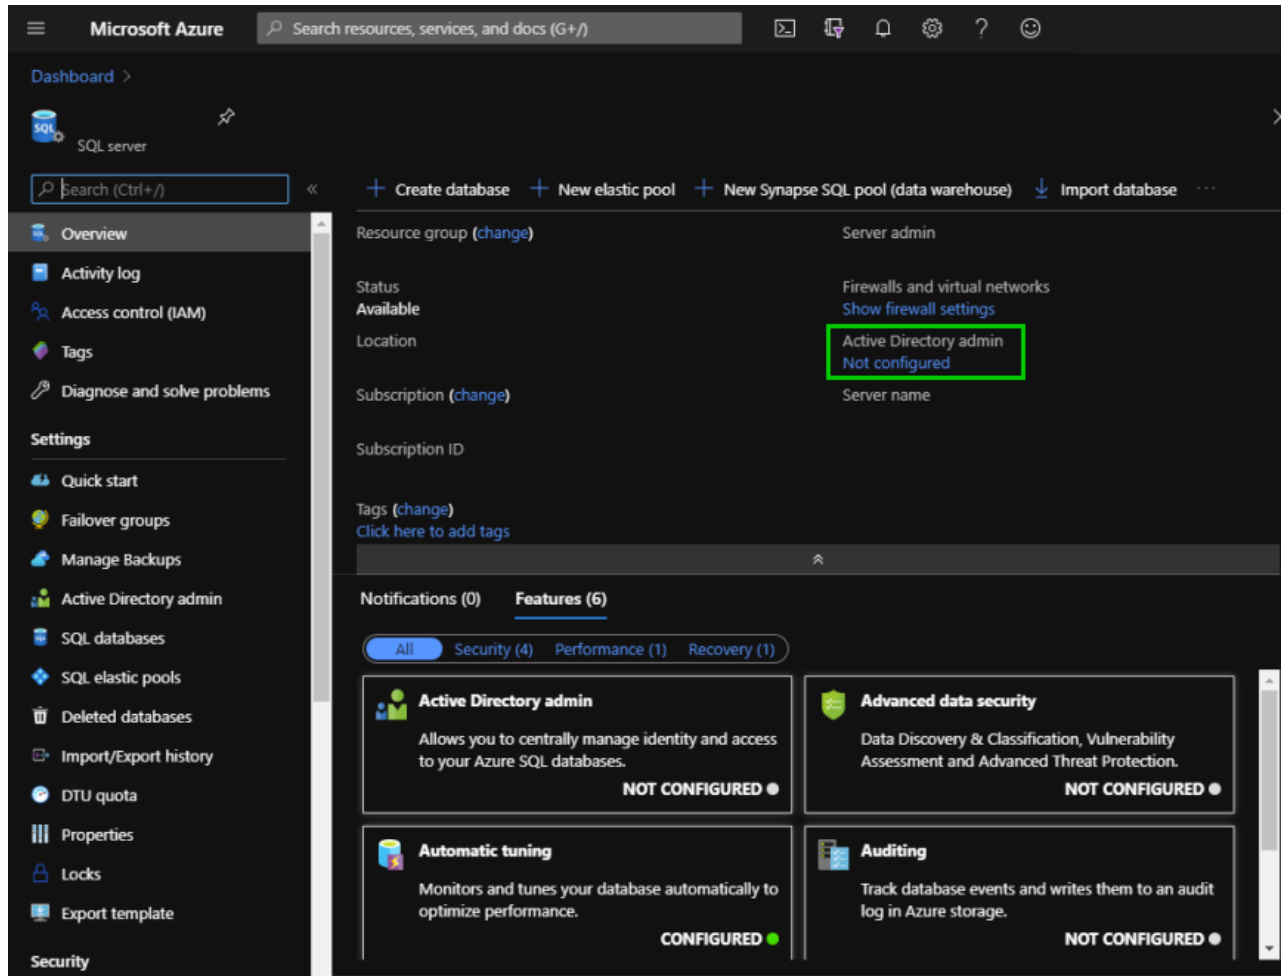 Microsoft Azure
Search resources, services, and docs (G+/)
Dashboard >
SQL
SQL server
Search (Ctrl+/)
«
Create database
New elastic pool
New Synapse SQL pool (data warehouse)
Import database
...
Overview
Activity log
Access control (IAM)
Tags
Diagnose and solve problems
Settings
Quick start
Failover groups
Manage Backups
Active Directory admin
SQL databases
SQL elastic pools
Deleted databases
Import/Export history
DTU quota
Properties
Locks
Export template
Security
Resource group (change)
Status
Available
Location
Subscription (change)
Subscription ID
Tags (change)
Click here to add tags
Server admin
Firewalls and virtual networks
Show firewall settings
Active Directory admin
Not configured
Server name
Notifications (0)
Features (6)
All
Security (4)
Performance (1)
Recovery (1)
Active Directory admin
Allows you to centrally manage identity and access
to your Azure SQL databases.
NOT CONFIGURED
Advanced data security
Data Discovery & Classification, Vulnerability
Assessment and Advanced Threat Protection.
NOT CONFIGURED
Automatic tuning
Monitors and tunes your database automatically to
optimize performance.
CONFIGURED
Auditing
Track database events and writes them to an audit
log in Azure storage.
NOT CONFIGURED